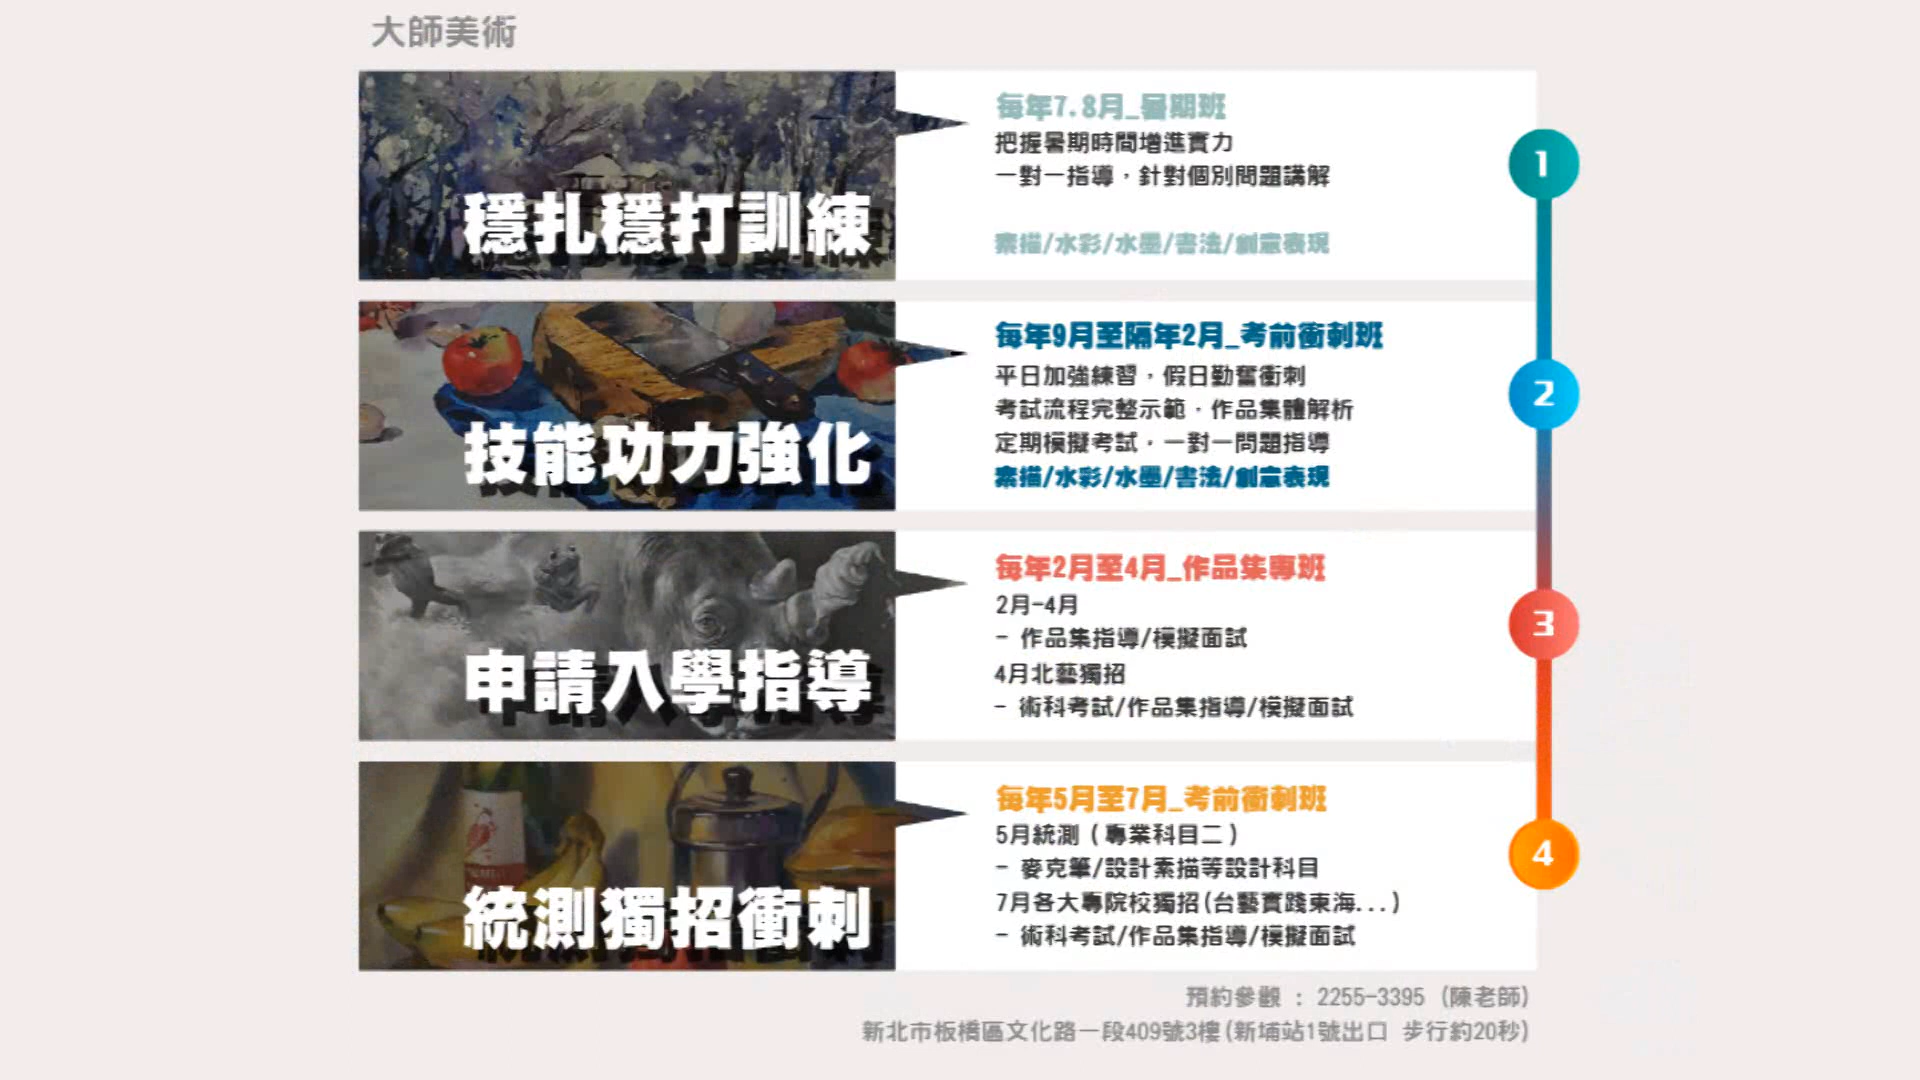 大師美術
穩扎穩打訓練
每年7.8月_暑期班
把握暑期時間增進實力
一對一指導，針對個別問題講解
素描/水彩/水墨/書法/創意表現
1
技能功力強化
每年9月至隔年2月_考前衝刺班
平日加強練習，假日勤奮衝刺
考試流程完整示範，作品集體解析
定期模擬考試，一對一問題指導
素描/水彩/水墨/書法/創意表現
2
申請入學指導
每年2月至4月_作品集專班
2月-4月
- 作品集指導/模擬面試
4月北藝獨招
- 術科考試/作品集指導/模擬面試
3
統測獨招衝刺
每年5月至7月_考前衝刺班
5月統測(專業科目二)
- 麥克筆/設計素描等設計科目
7月各大專院校獨招(台藝實踐東海...)
- 術科考試/作品集指導/模擬面試
4
預約參觀 : 2255-3395 (陳老師)
新北市板橋區文化路一段409號3樓(新埔站1號出口 步行約20秒)